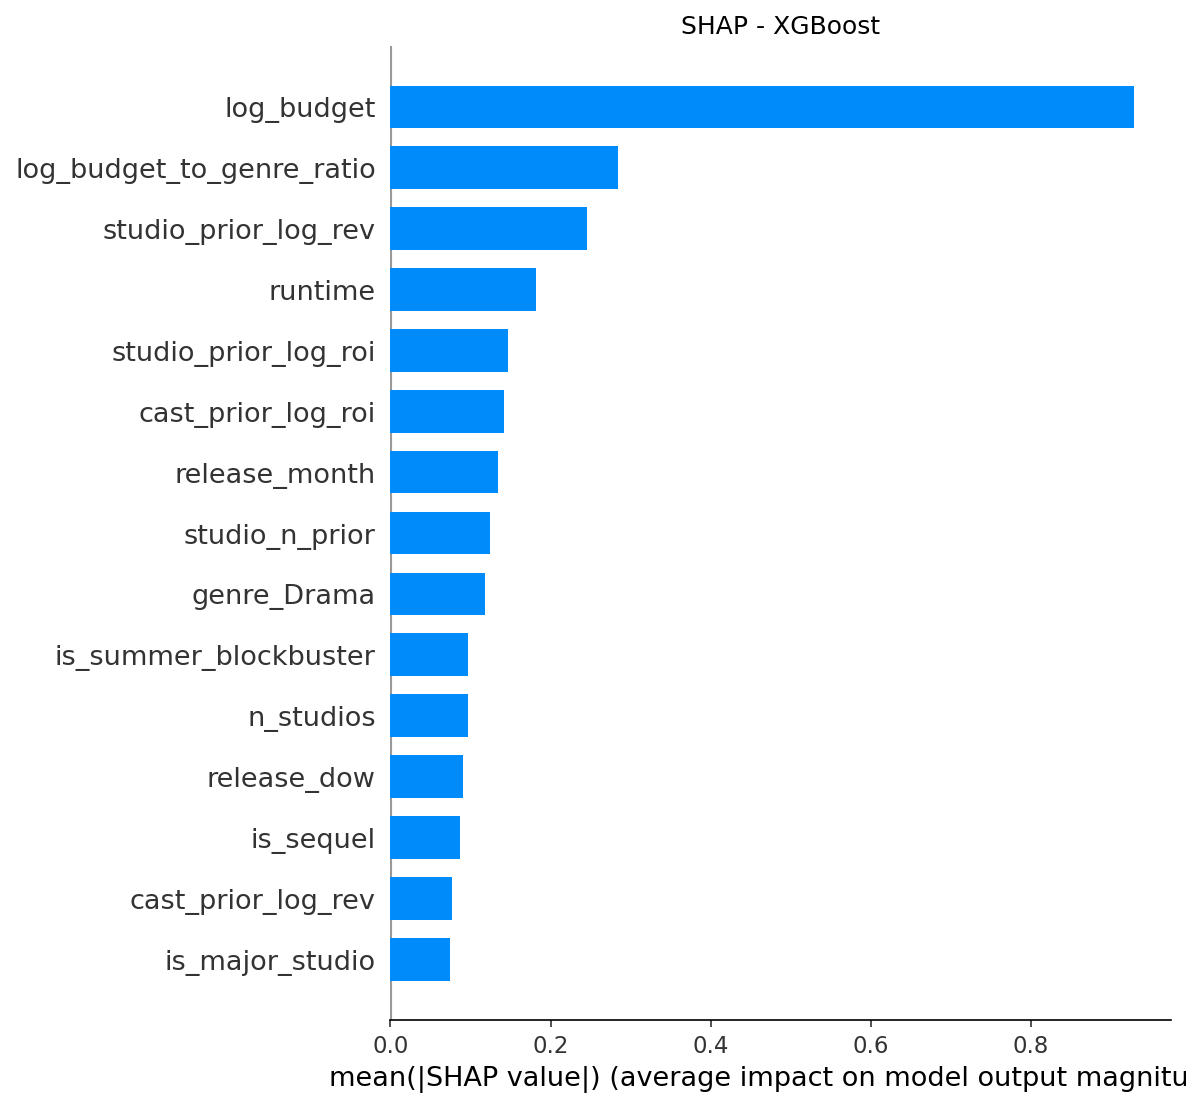 SHAP - XGBoost
log_budget
log_budget_to_genre_ratio
studio_prior_log_rev
runtime
studio_prior_log_roi
cast_prior_log_roi
release_month
studio_n_prior
genre_Drama
is_summer_blockbuster
n_studios
release_dow
is_sequel
cast_prior_log_rev
is_major_studio
0.0 0.2 0.4 0.6 0.8
mean(|SHAP value|) (average impact on model output magnitu